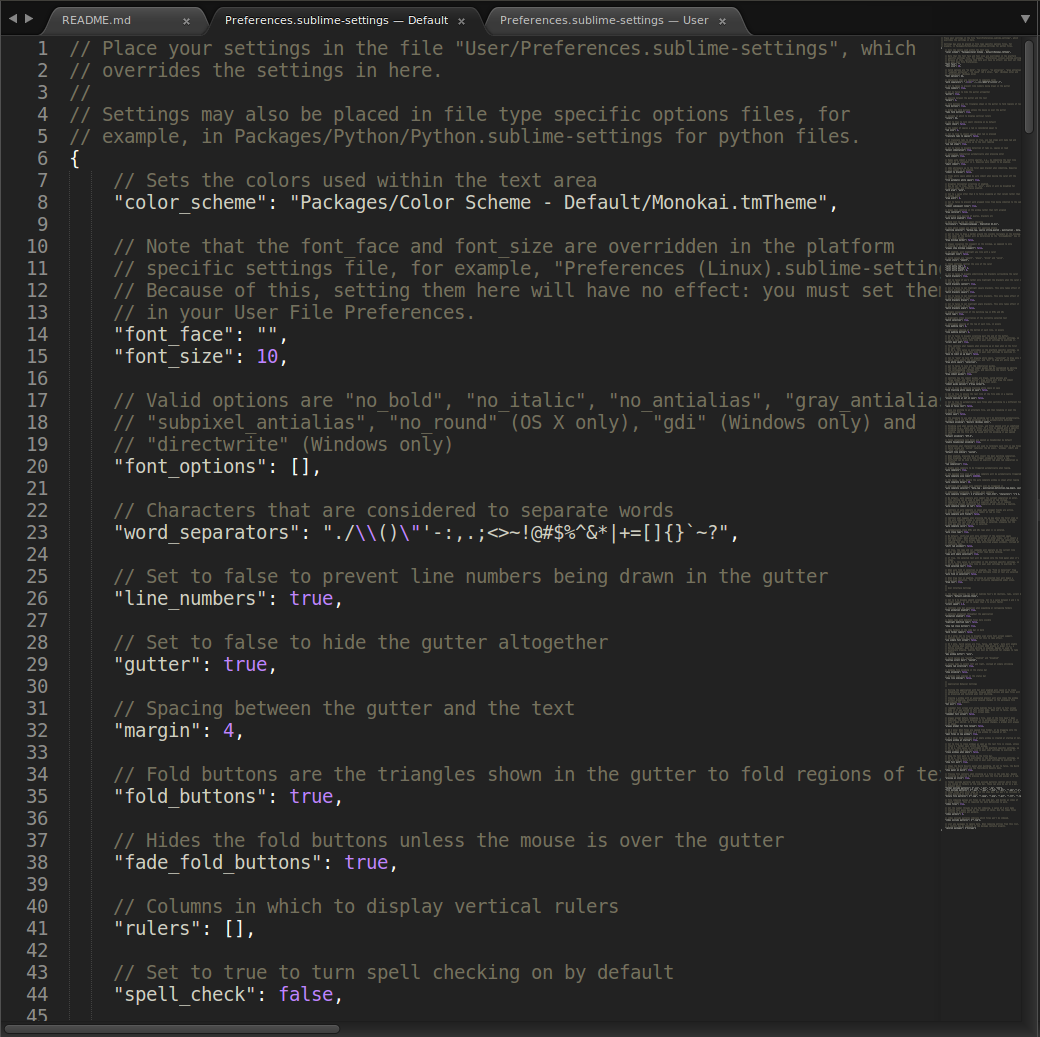 README.md × Preferences.sublime-settings — Default × Preferences.sublime-settings — User ×
1 // Place your settings in the file "User/Preferences.sublime-settings", which
2 // overrides the settings in here.
3 //
4 // Settings may also be placed in file type specific options files, for
5 // example, in Packages/Python/Python.sublime-settings for python files.
6 {
7 // Sets the colors used within the text area
8 "color_scheme": "Packages/Color Scheme - Default/Monokai.tmTheme",
9
10 // Note that the font_face and font_size are overridden in the platform
11 // specific settings file, for example, "Preferences (Linux).sublime-setting
12 // Because of this, setting them here will have no effect: you must set the
13 // in your User File Preferences.
14 "font_face": "",
15 "font_size": 10,
16
17 // Valid options are "no_bold", "no_italic", "no_antialias", "gray_antialia
18 // "subpixel_antialias", "no_round" (OS X only), "gdi" (Windows only) and
19 // "directwrite" (Windows only)
20 "font_options": [],
21
22 // Characters that are considered to separate words
23 "word_separators": "./\\()\"'-:,.;<>~!@#$%^&*|+=[]{}`~?",
24
25 // Set to false to prevent line numbers being drawn in the gutter
26 "line_numbers": true,
27
28 // Set to false to hide the gutter altogether
29 "gutter": true,
30
31 // Spacing between the gutter and the text
32 "margin": 4,
33
34 // Fold buttons are the triangles shown in the gutter to fold regions of te
35 "fold_buttons": true,
36
37 // Hides the fold buttons unless the mouse is over the gutter
38 "fade_fold_buttons": true,
39
40 // Columns in which to display vertical rulers
41 "rulers": [],
42
43 // Set to true to turn spell checking on by default
44 "spell_check": false,
45